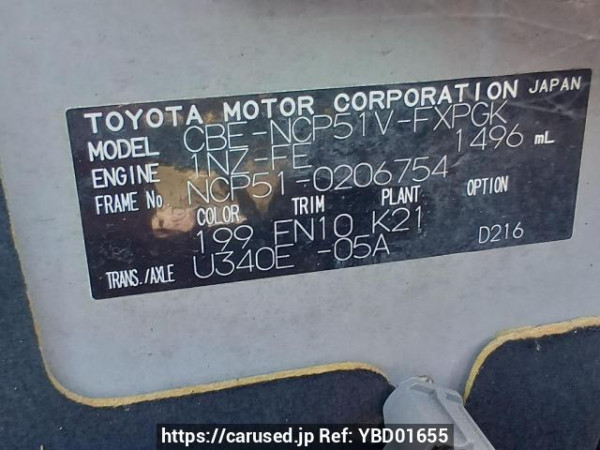 TOYOTA MOTOR CORPORATION JAPAN
MODEL CBE-NCP51V-FXPGK
ENGINE 1NZ-FE 1496 mL
FRAME No. NCP51-0206754
COLOR TRIM PLANT OPTION
199 FN10 K21
TRANS./AXLE U340E -05A D216
https://carused.jp Ref: YBD01655